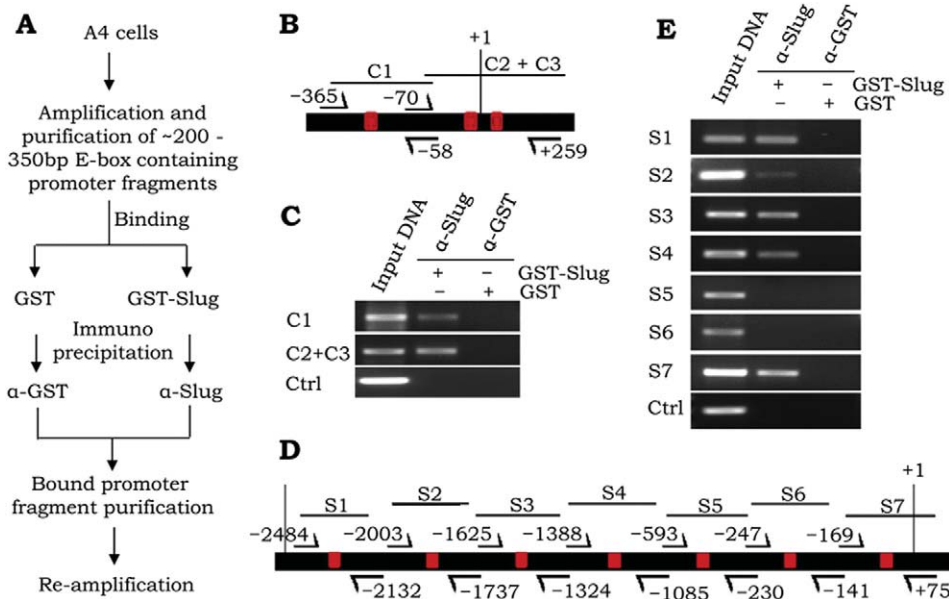 A
A4 cells
Amplification and
purification of ~200 -
350bp E-box containing
promoter fragments
Binding
GST GST-Slug
Immuno
precipitation
α-GST α-Slug
Bound promoter
fragment purification
Re-amplification
B
+1
C1 C2 + C3
−365 −70
−58 +259
C
Input DNA α-Slug α-GST
+ − GST-Slug
− + GST
C1
C2+C3
Ctrl
D
+1
S1 S2 S3 S4 S5 S6 S7
−2484 −2003 −1625 −1388 −593 −247 −169
−2132 −1737 −1324 −1085 −230 −141 +75
E
Input DNA α-Slug α-GST
+ − GST-Slug
− + GST
S1
S2
S3
S4
S5
S6
S7
Ctrl